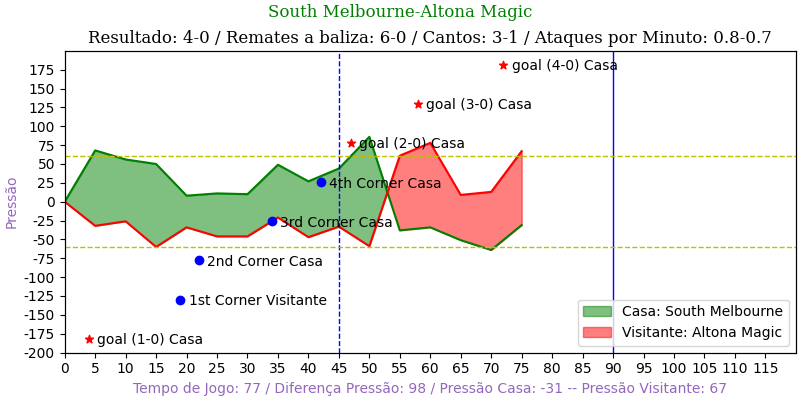 South Melbourne-Altona Magic
Resultado: 4-0 / Remates a baliza: 6-0 / Cantos: 3-1 / Ataques por Minuto: 0.8-0.7
Pressão
175
150
125
100
75
50
25
0
-25
-50
-75
-100
-125
-150
-175
-200
goal (4-0) Casa
goal (3-0) Casa
goal (2-0) Casa
4th Corner Casa
3rd Corner Casa
2nd Corner Casa
1st Corner Visitante
goal (1-0) Casa
Casa: South Melbourne
Visitante: Altona Magic
0 5 10 15 20 25 30 35 40 45 50 55 60 65 70 75 80 85 90 95 100 105 110 115
Tempo de Jogo: 77 / Diferença Pressão: 98 / Pressão Casa: -31 -- Pressão Visitante: 67